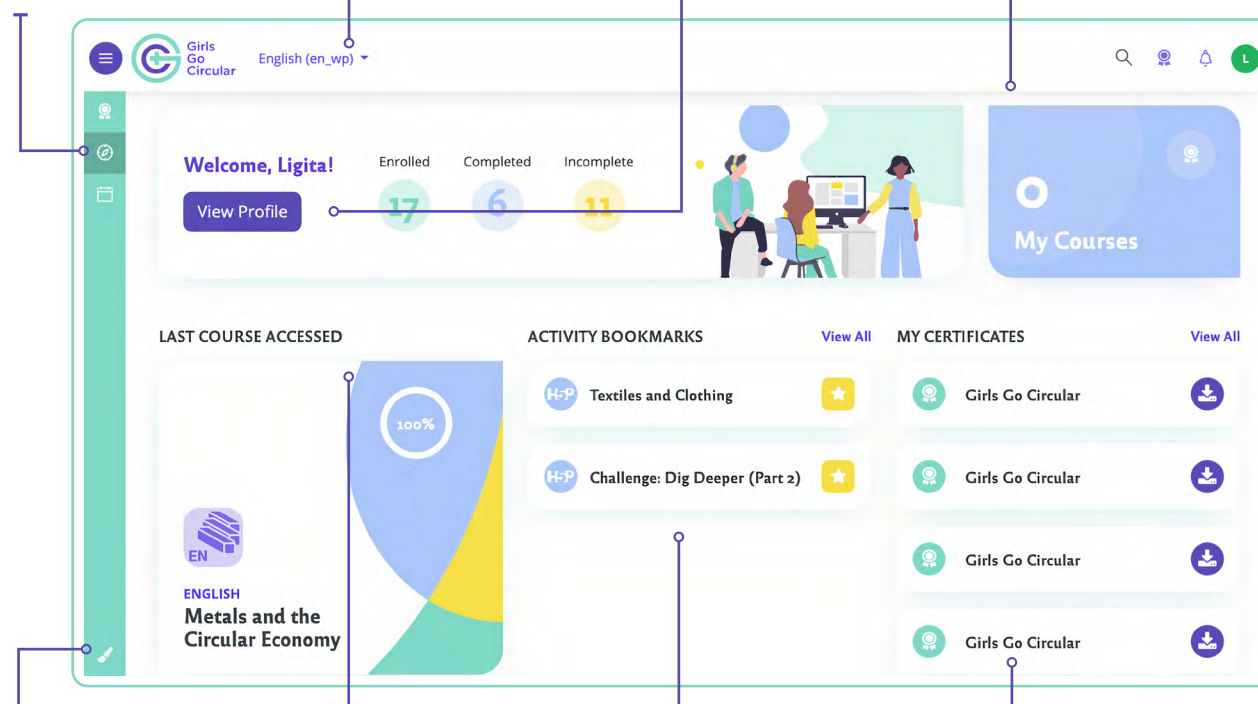 Girls
Go
Circular
English (en_wp)
L
Welcome, Ligita!
View Profile
Enrolled
Completed
Incomplete
17
6
11
0
My Courses
LAST COURSE ACCESSED
100%
EN
ENGLISH
Metals and the
Circular Economy
ACTIVITY BOOKMARKS
View All
H-P Textiles and Clothing
H-P Challenge: Dig Deeper (Part 2)
MY CERTIFICATES
View All
Girls Go Circular
Girls Go Circular
Girls Go Circular
Girls Go Circular